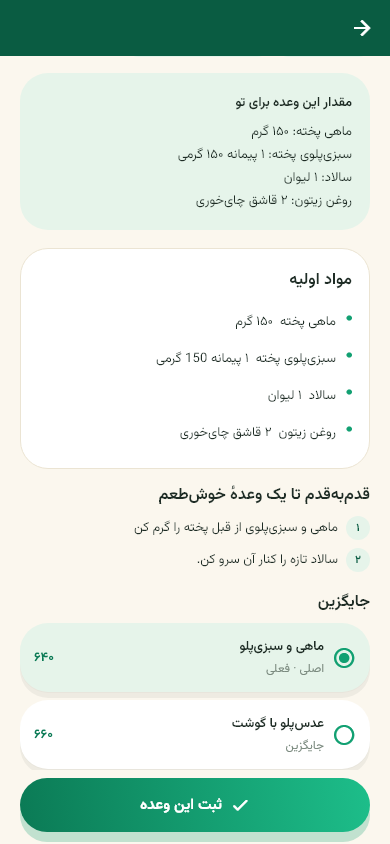 مقدار این وعده برای تو
ماهی پخته: ۱۵۰ گرم
سبزی‌پلوی پخته: ۱ پیمانه ۱۵۰ گرمی
سالاد: ۱ لیوان
روغن زیتون: ۲ قاشق چای‌خوری
مواد اولیه
ماهی پخته ۱۵۰ گرم
سبزی‌پلوی پخته ۱ پیمانه 150 گرمی
سالاد ۱ لیوان
روغن زیتون ۲ قاشق چای‌خوری
قدم‌به‌قدم تا یک وعدهٔ خوش‌طعم
۱ ماهی و سبزی‌پلوی از قبل پخته را گرم کن
۲ سالاد تازه را کنار آن سرو کن.
جایگزین
ماهی و سبزی‌پلو
۶۴۰
اصلی · فعلی
عدس‌پلو با گوشت
۶۶۰
جایگزین
ثبت این وعده